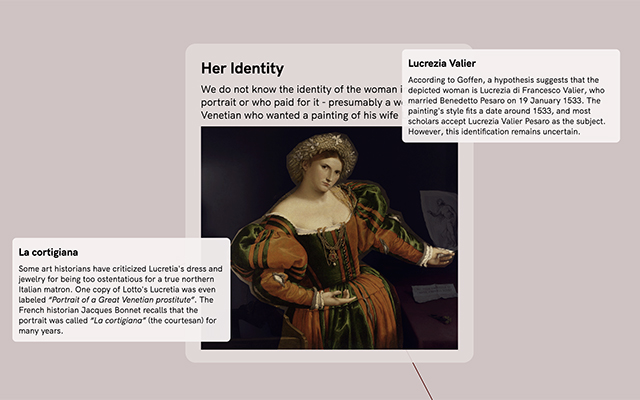 Her Identity
We do not know the identity of the woman
portrait or who paid for it - presumably a
Venetian who wanted a painting of his wife
Lucrezia Valier
According to Goffen, a hypothesis suggests that the
depicted woman is Lucrezia di Francesco Valier, who
married Benedetto Pesaro on 19 January 1533. The
painting's style fits a date around 1533, and most
scholars accept Lucrezia Valier Pesaro as the subject.
However, this identification remains uncertain.
La cortigiana
Some art historians have criticized Lucretia's dress and
jewelry for being too ostentatious for a true northern
Italian matron. One copy of Lotto's Lucretia was even
labeled “Portrait of a Great Venetian prostitute”. The
French historian Jacques Bonnet recalls that the
portrait was called “La cortigiana” (the courtesan) for
many years.